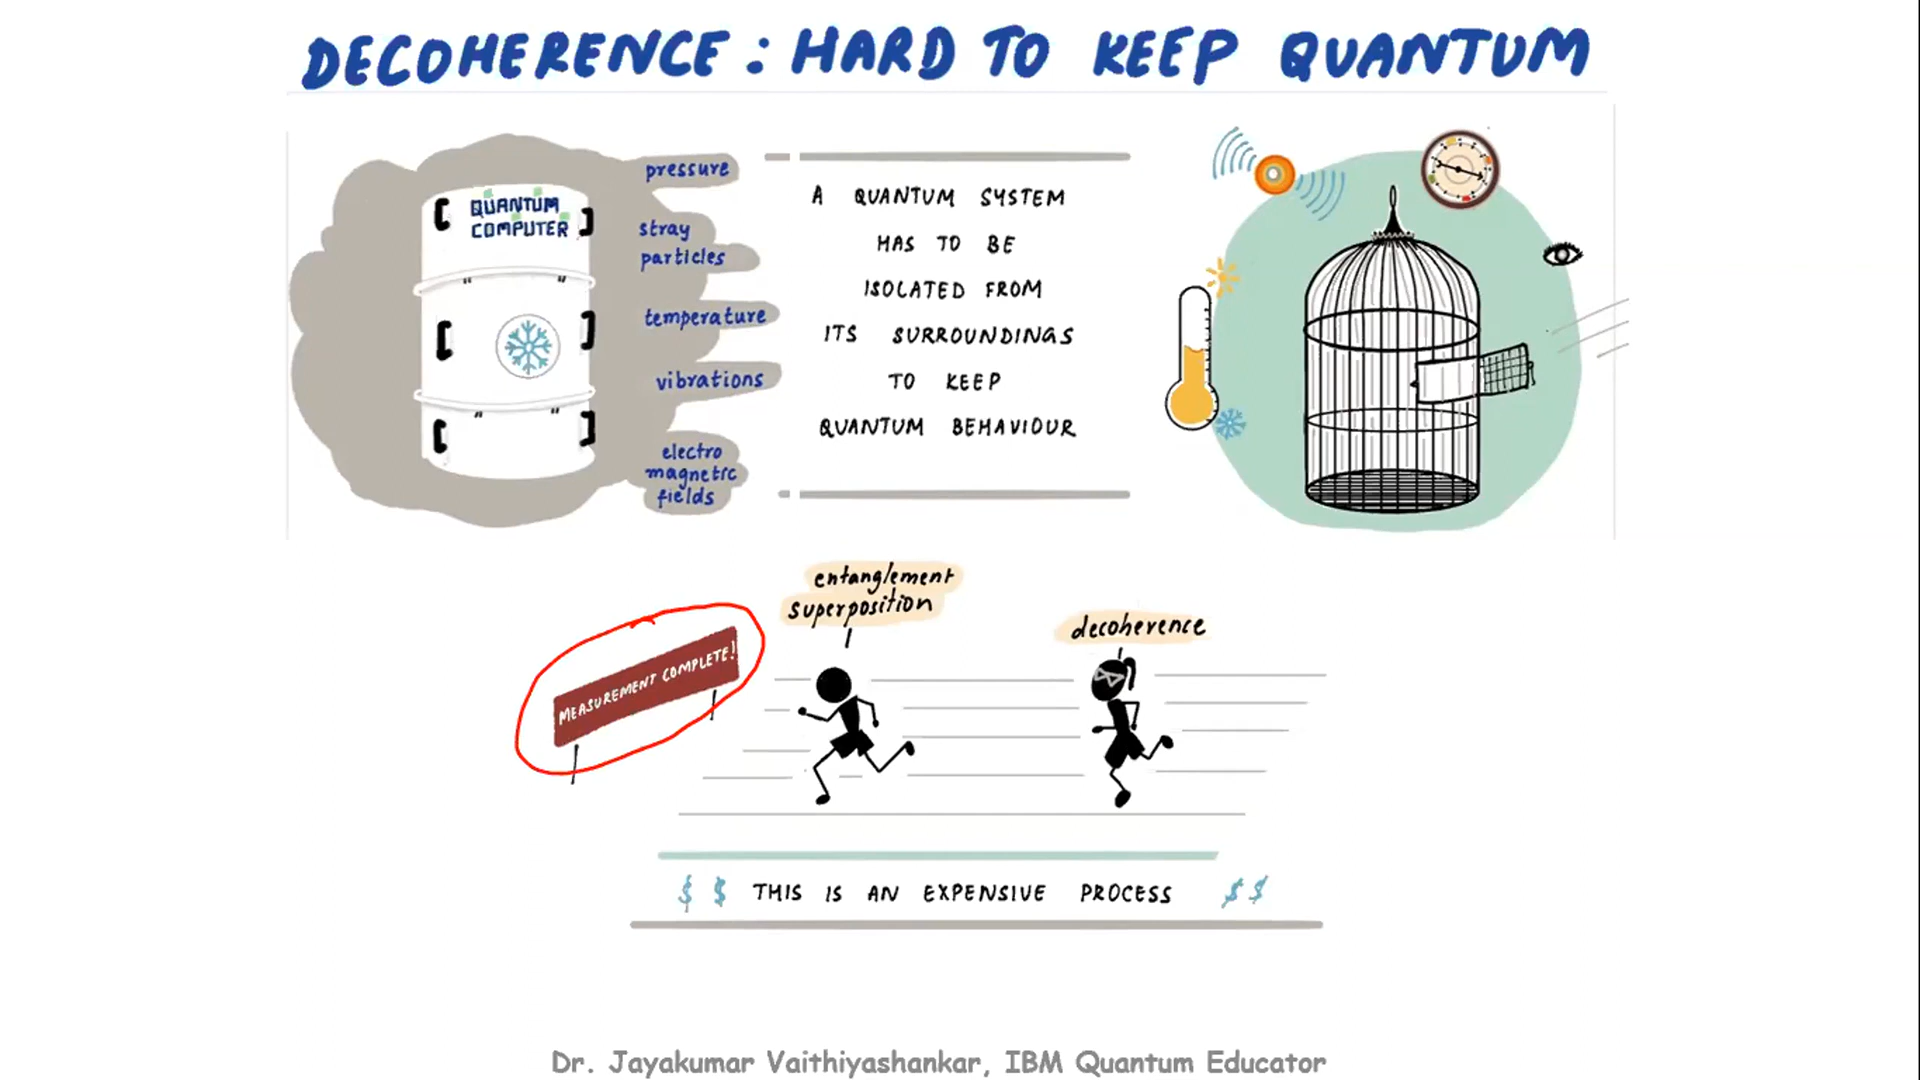 DECOHERENCE : HARD TO KEEP QUANTUM
QUANTUM
COMPUTER
pressure
stray
particles
temperature
vibrations
electro
magnetic
fields
A QUANTUM SYSTEM
HAS TO BE
ISOLATED FROM
ITS SURROUNDINGS
TO KEEP
QUANTUM BEHAVIOUR
MEASUREMENT COMPLETE!
entanglement
superposition
decoherence
$ $ THIS IS AN EXPENSIVE PROCESS $ $
Dr. Jayakumar Vaithiyashankar, IBM Quantum Educator